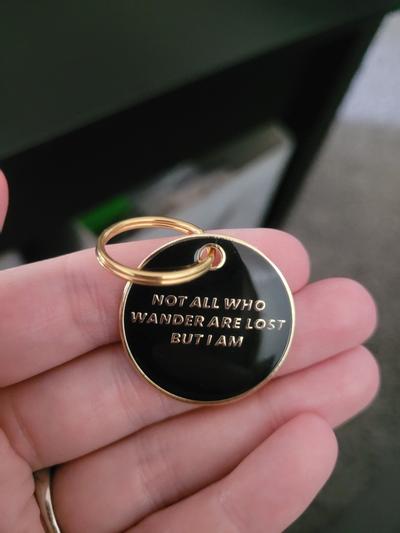 NOT ALL WHO
WANDER ARE LOST
BUT I AM